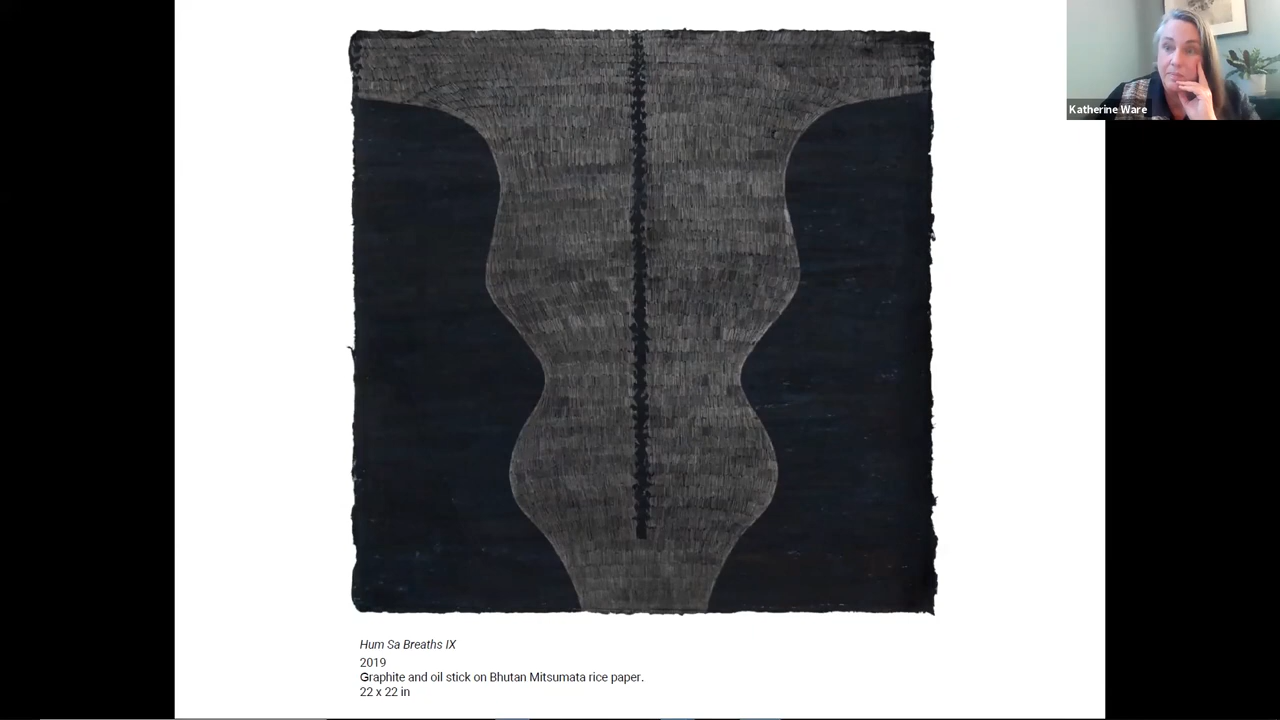 Katherine Ware
Hum Sa Breaths IX
2019
Graphite and oil stick on Bhutan Mitsumata rice paper.
22 x 22 in